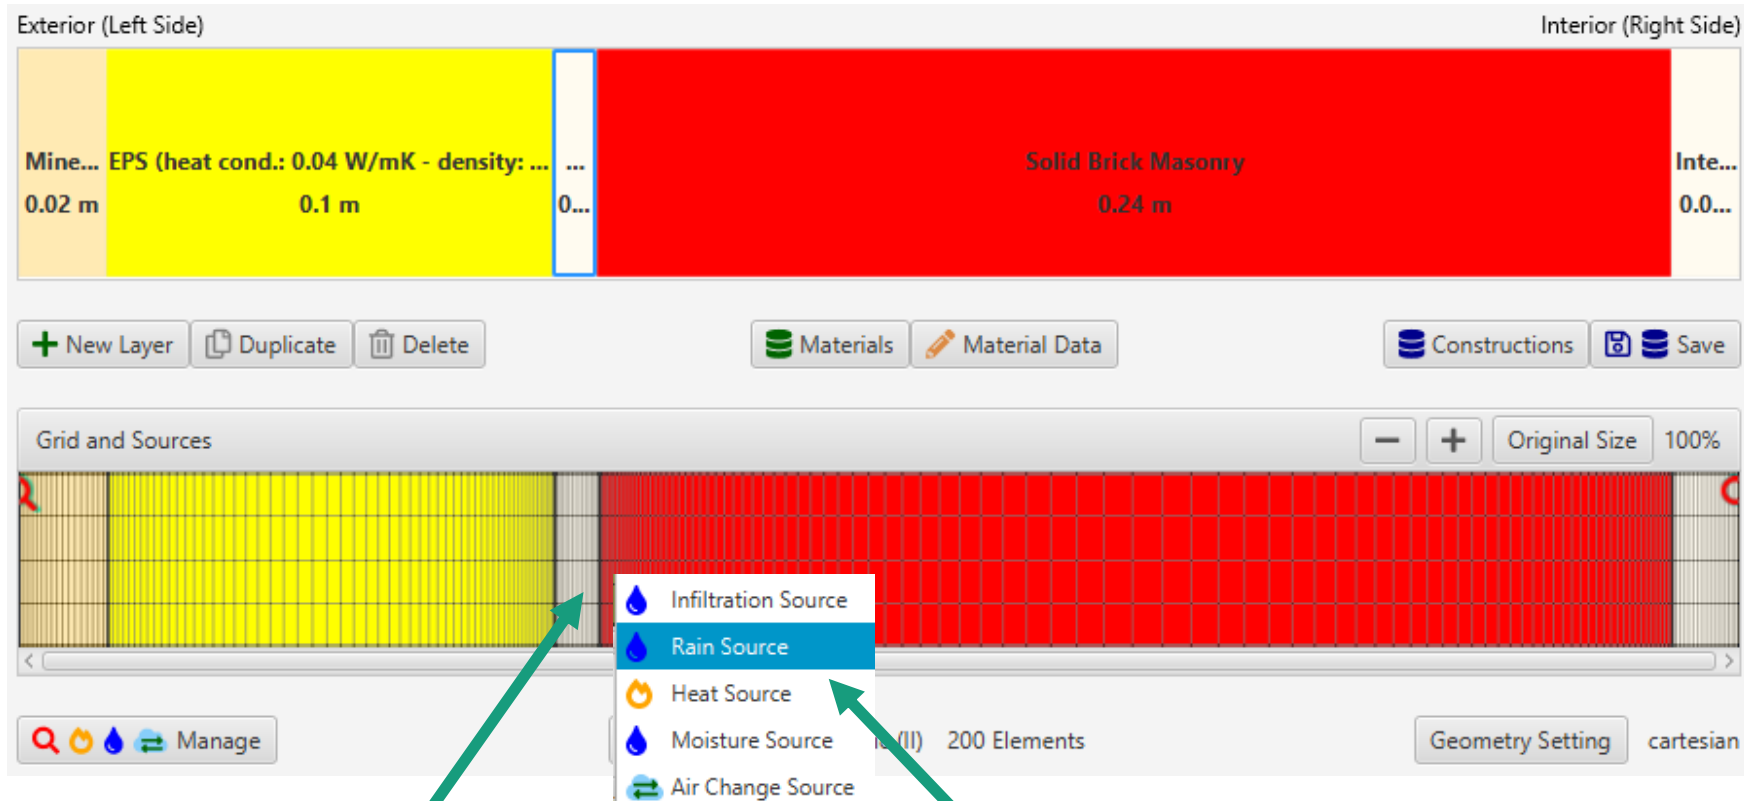 Exterior (Left Side)
Interior (Right Side)
Mine...
0.02 m
EPS (heat cond.: 0.04 W/mK - density: ...
0.1 m
...
0...
Solid Brick Masonry
0.24 m
Inte...
0.0...
New Layer
Duplicate
Delete
Materials
Material Data
Constructions
Save
Grid and Sources
Original Size
100%
Infiltration Source
Rain Source
Heat Source
Moisture Source
Air Change Source
Manage
(II)
200 Elements
Geometry Setting
cartesian